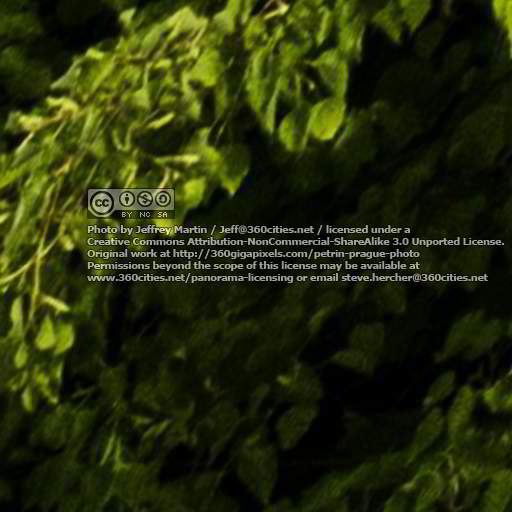 cc
BY NC SA
Photo by Jeffrey Martin / Jeff@360cities.net / licensed under a
Creative Commons Attribution-NonCommercial-ShareAlike 3.0 Unported License.
Original work at http://360gigapixels.com/petrin-prague-photo
Permissions beyond the scope of this license may be available at
www.360cities.net/panorama-licensing or email steve.hercher@360cities.net